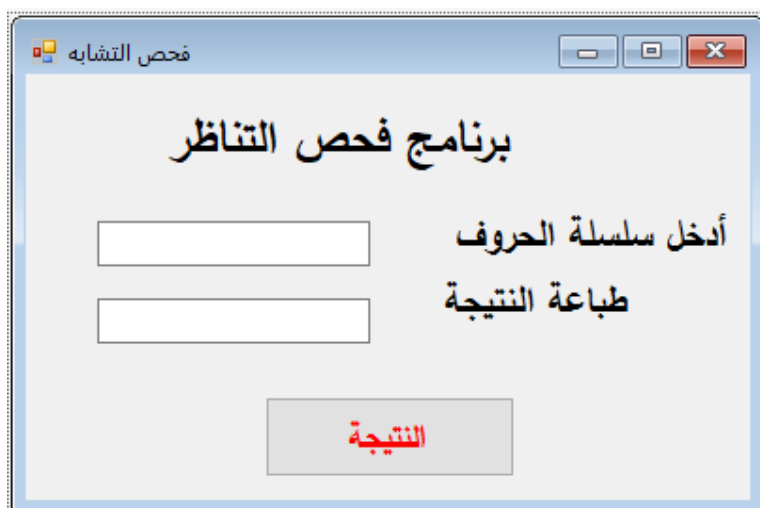 فحص التشابه
برنامج فحص التناظر
أدخل سلسلة الحروف
طباعة النتيجة
النتيجة